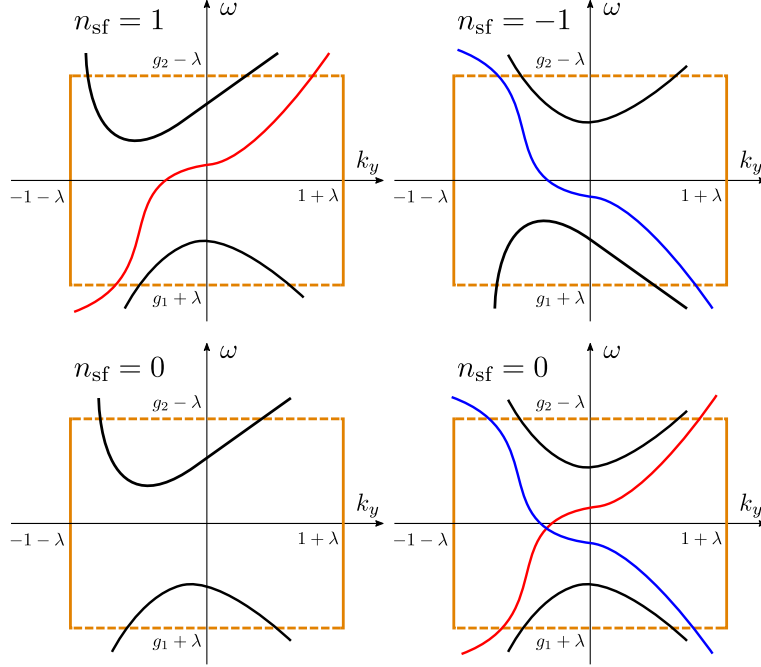 n_sf = 1
ω
g_2 − λ
k_y
−1 − λ
1 + λ
g_1 + λ
n_sf = −1
ω
g_2 − λ
k_y
−1 − λ
1 + λ
g_1 + λ
n_sf = 0
ω
g_2 − λ
k_y
−1 − λ
1 + λ
g_1 + λ
n_sf = 0
ω
g_2 − λ
k_y
−1 − λ
1 + λ
g_1 + λ